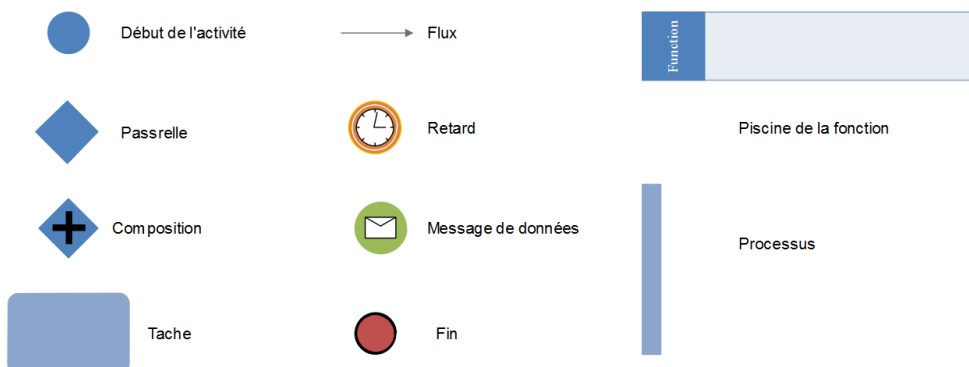 Début de l'activité
Flux
Function
Passrelle
Retard
Piscine de la fonction
Composition
Message de données
Processus
Tache
Fin